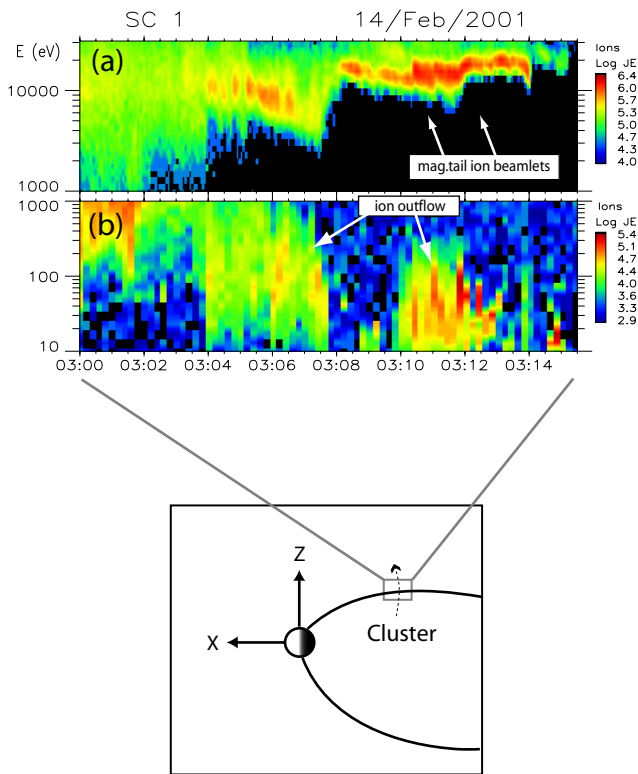 SC 1 14/Feb/2001
E (eV)
(a)
10000
1000
mag.tail ion beamlets
Ions
Log JE
6.4
6.0
5.7
5.3
5.0
4.7
4.3
4.0
ion outflow
(b)
1000
100
10
Ions
Log JE
5.4
5.1
4.7
4.4
4.0
3.6
3.3
2.9
03:00 03:02 03:04 03:06 03:08 03:10 03:12 03:14
Z
X
Cluster